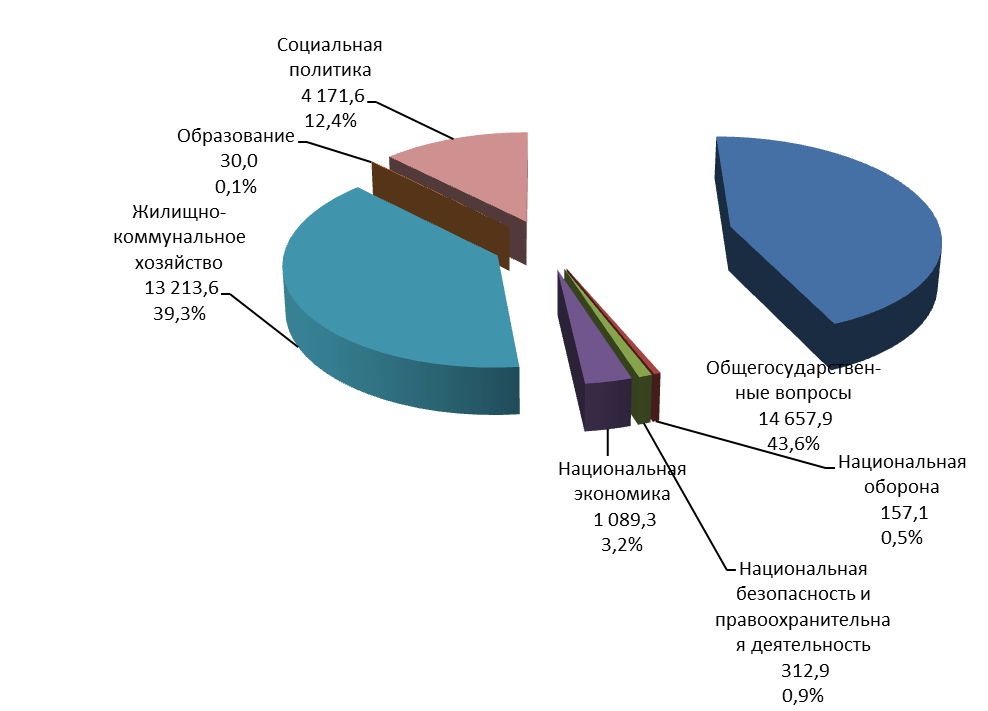 Социальная
политика
4 171,6
12,4%
Образование
30,0
0,1%
Жилищно-
коммунальное
хозяйство
13 213,6
39,3%
Общегосударствен-
ные вопросы
14 657,9
43,6%
Национальная
оборона
157,1
0,5%
Национальная
экономика
1 089,3
3,2%
Национальная
безопасность и
правоохранительна
я деятельность
312,9
0,9%